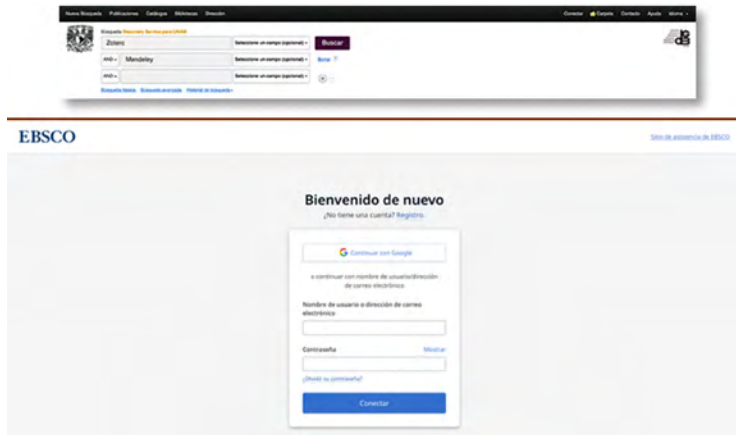 Nueva Búsqueda Publicaciones Catálogos Bibliotecas Dirección Conectar Carpeta Contacto Ayuda Idioma
Búsqueda Discovery Service para UNAM
Zotero Seleccione un campo (opcional) Buscar
AND Mendeley Seleccione un campo (opcional) Borrar ?
AND Seleccione un campo (opcional)
Búsqueda básica Búsqueda avanzada Historial de búsqueda
EBSCO
Sitio de asistencia de EBSCO
Bienvenido de nuevo
¿No tiene una cuenta? Registro.
Continuar con Google
o continuar con nombre de usuario/dirección
de correo electrónico
Nombre de usuario o dirección de correo
electrónico
Contraseña Mostrar
¿Olvidó su contraseña?
Conectar